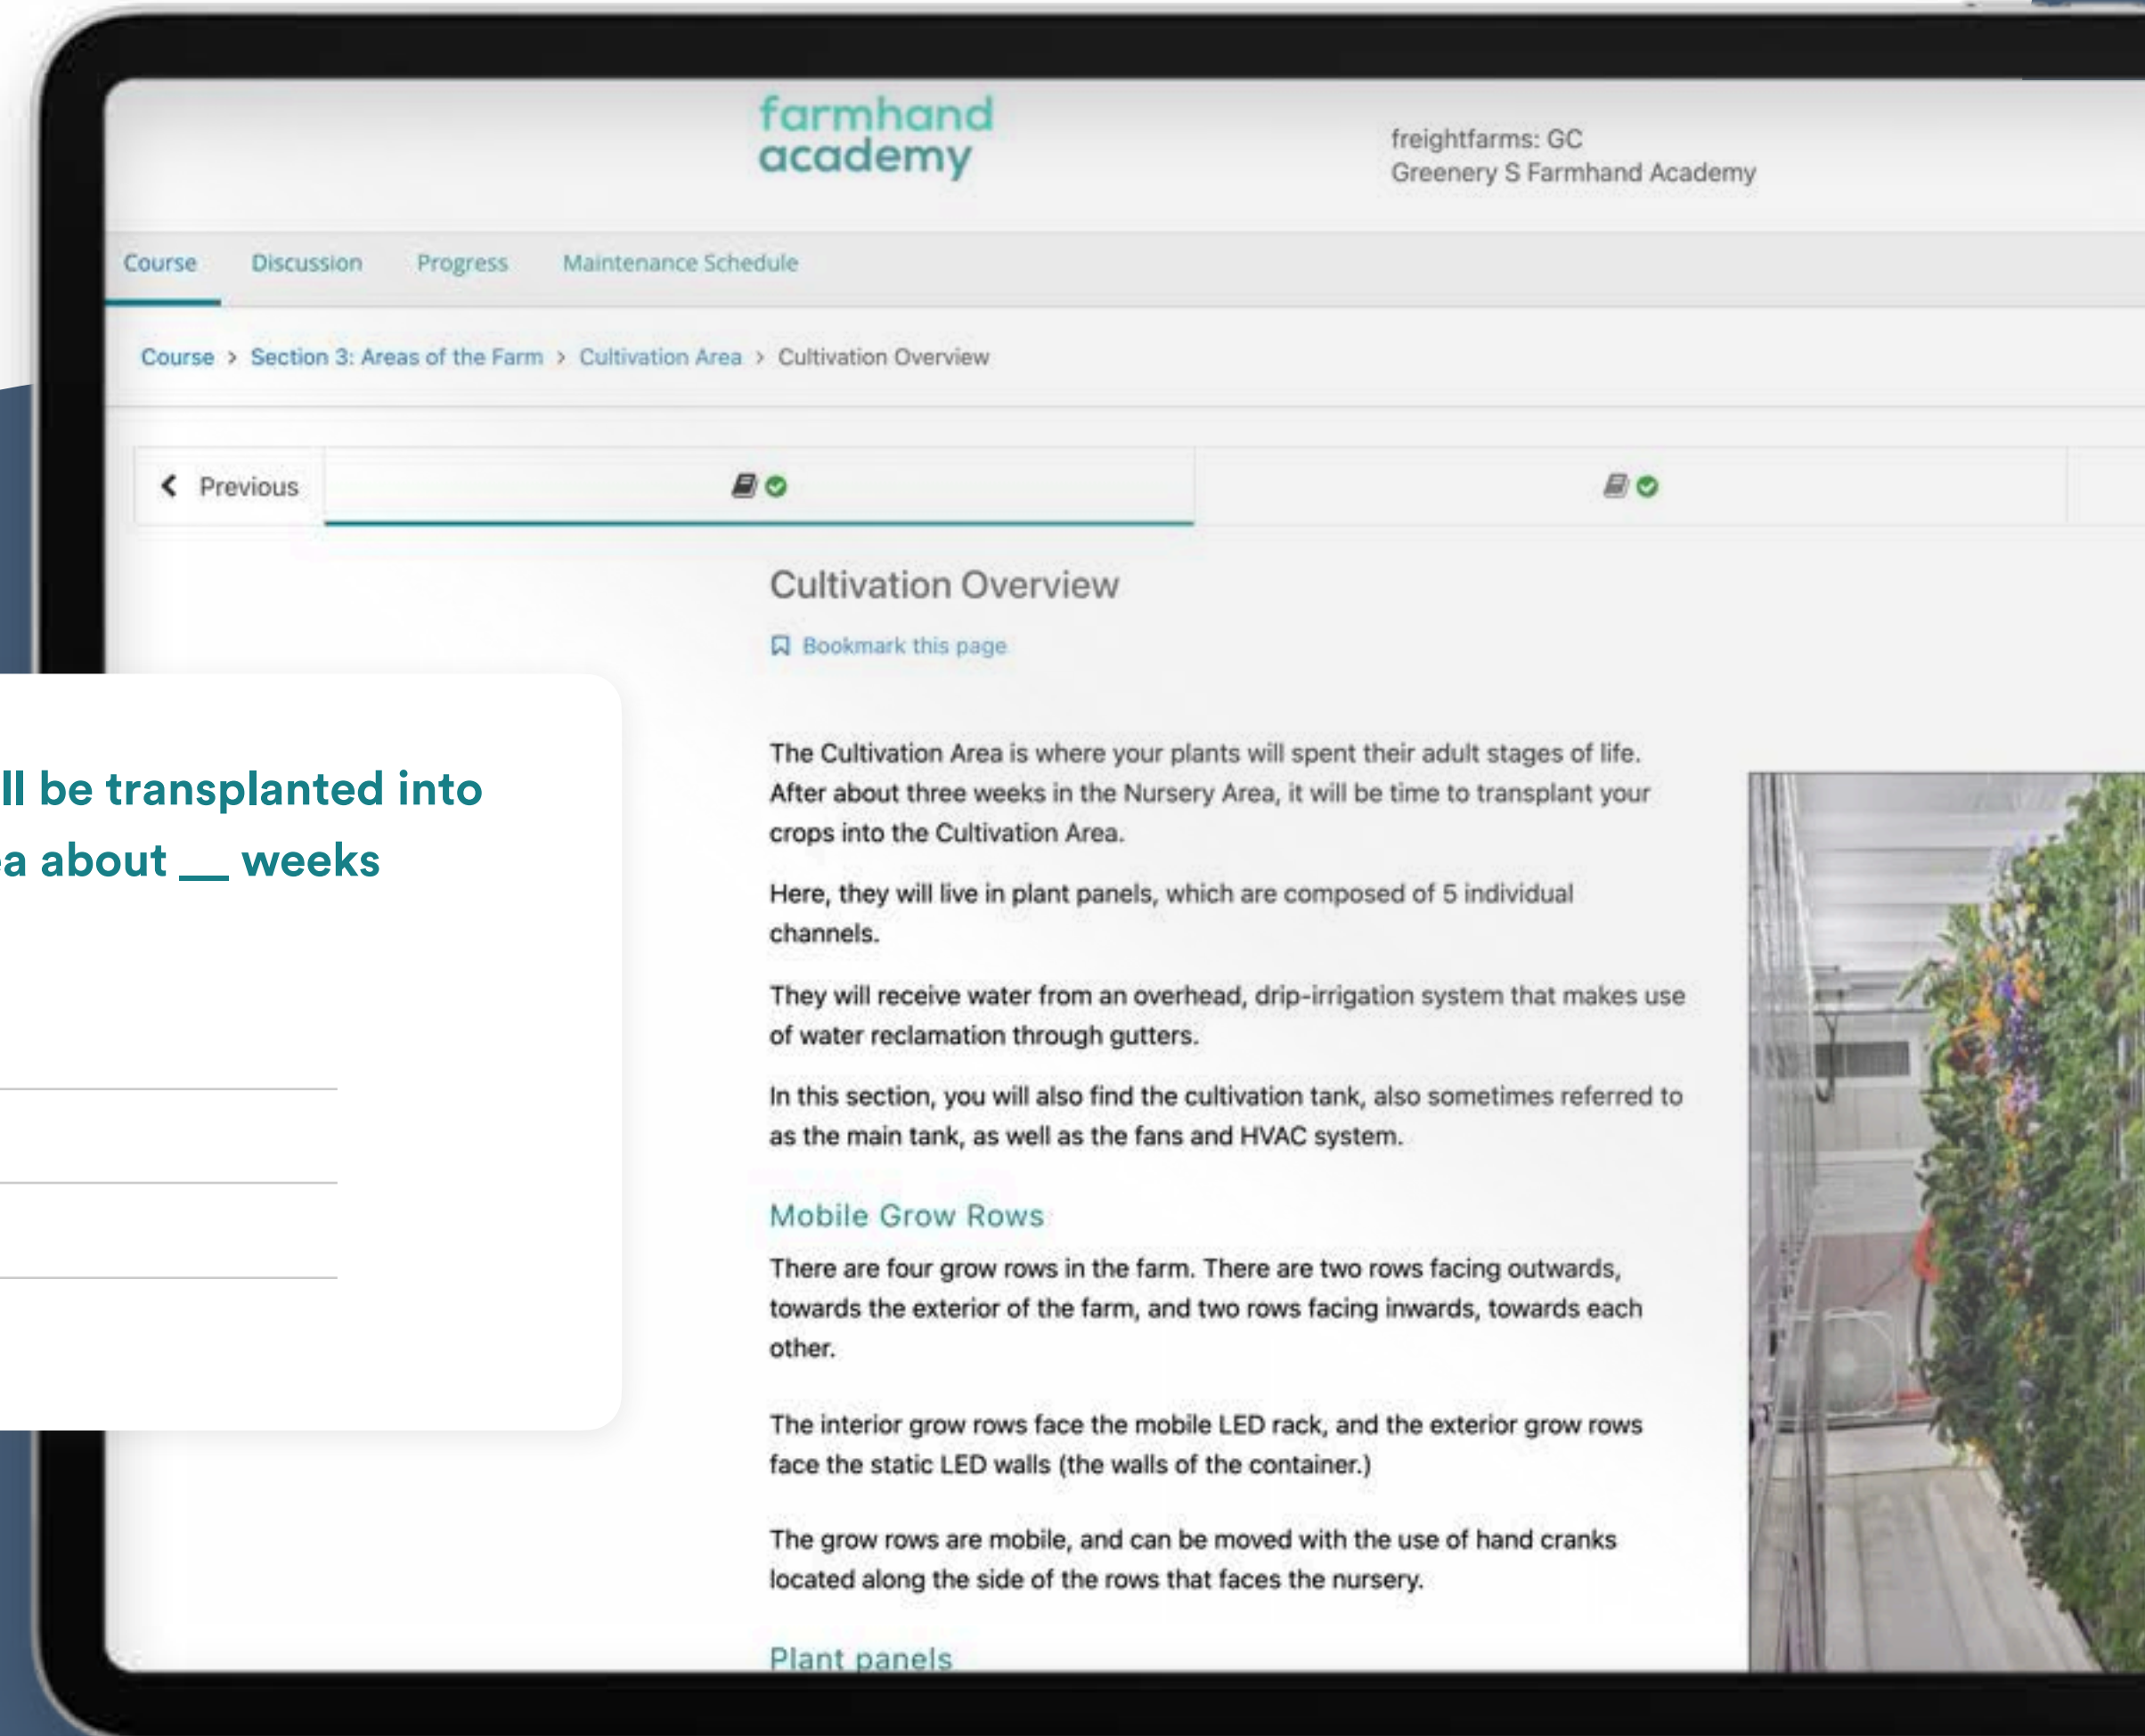 farmhand
academy
freightfarms: GC
Greenery S Farmhand Academy
Course Discussion Progress Maintenance Schedule
Course > Section 3: Areas of the Farm > Cultivation Area > Cultivation Overview
Previous
Cultivation Overview
Bookmark this page
ll be transplanted into
a about __ weeks
The Cultivation Area is where your plants will spent their adult stages of life.
After about three weeks in the Nursery Area, it will be time to transplant your
crops into the Cultivation Area.
Here, they will live in plant panels, which are composed of 5 individual
channels.
They will receive water from an overhead, drip-irrigation system that makes use
of water reclamation through gutters.
In this section, you will also find the cultivation tank, also sometimes referred to
as the main tank, as well as the fans and HVAC system.
Mobile Grow Rows
There are four grow rows in the farm. There are two rows facing outwards,
towards the exterior of the farm, and two rows facing inwards, towards each
other.
The interior grow rows face the mobile LED rack, and the exterior grow rows
face the static LED walls (the walls of the container.)
The grow rows are mobile, and can be moved with the use of hand cranks
located along the side of the rows that faces the nursery.
Plant panels